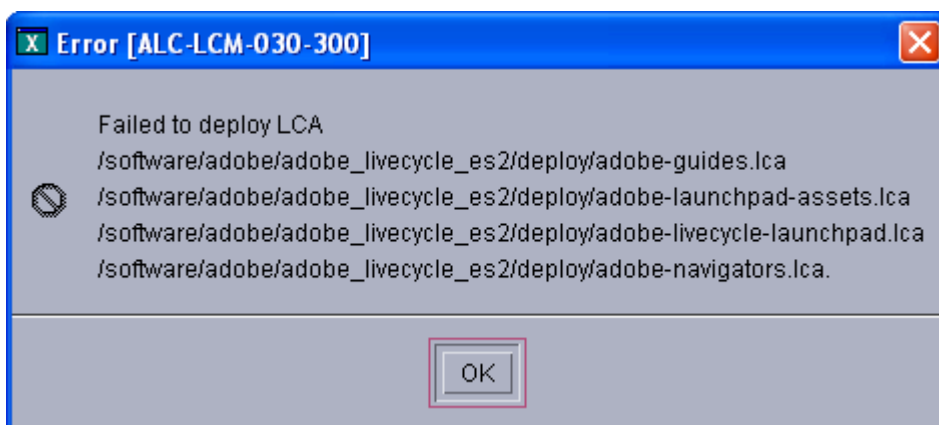 X Error [ALC-LCM-030-300]
Failed to deploy LCA
/software/adobe/adobe_livecycle_es2/deploy/adobe-guides.lca
/software/adobe/adobe_livecycle_es2/deploy/adobe-launchpad-assets.lca
/software/adobe/adobe_livecycle_es2/deploy/adobe-livecycle-launchpad.lca
/software/adobe/adobe_livecycle_es2/deploy/adobe-navigators.lca.
OK